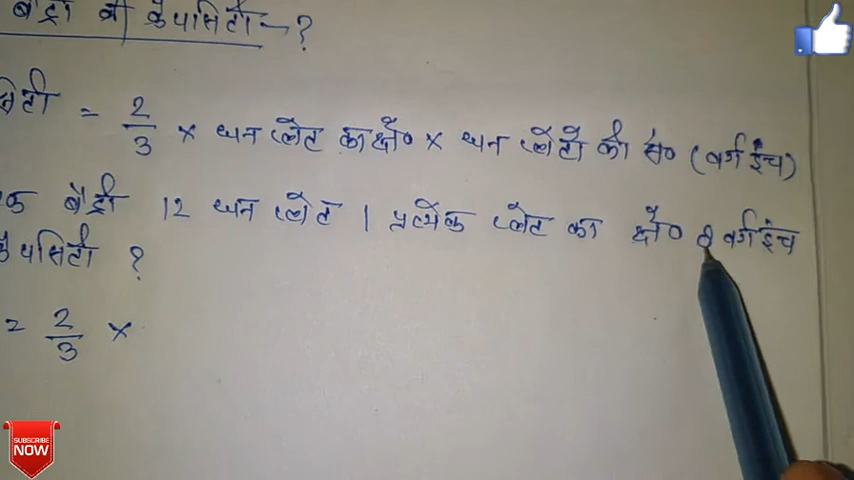 बैट्री की कैपसिटी - ?
सिटी = 2/3 × धन प्लेट का क्षे० × धन प्लेटों की सं० (वर्ग इंच)
एक बैट्री 12 धन प्लेट । प्रत्येक प्लेट का क्षे० 8 वर्ग इंच
कैपसिटी ?
= 2/3 ×
SUBSCRIBE
NOW